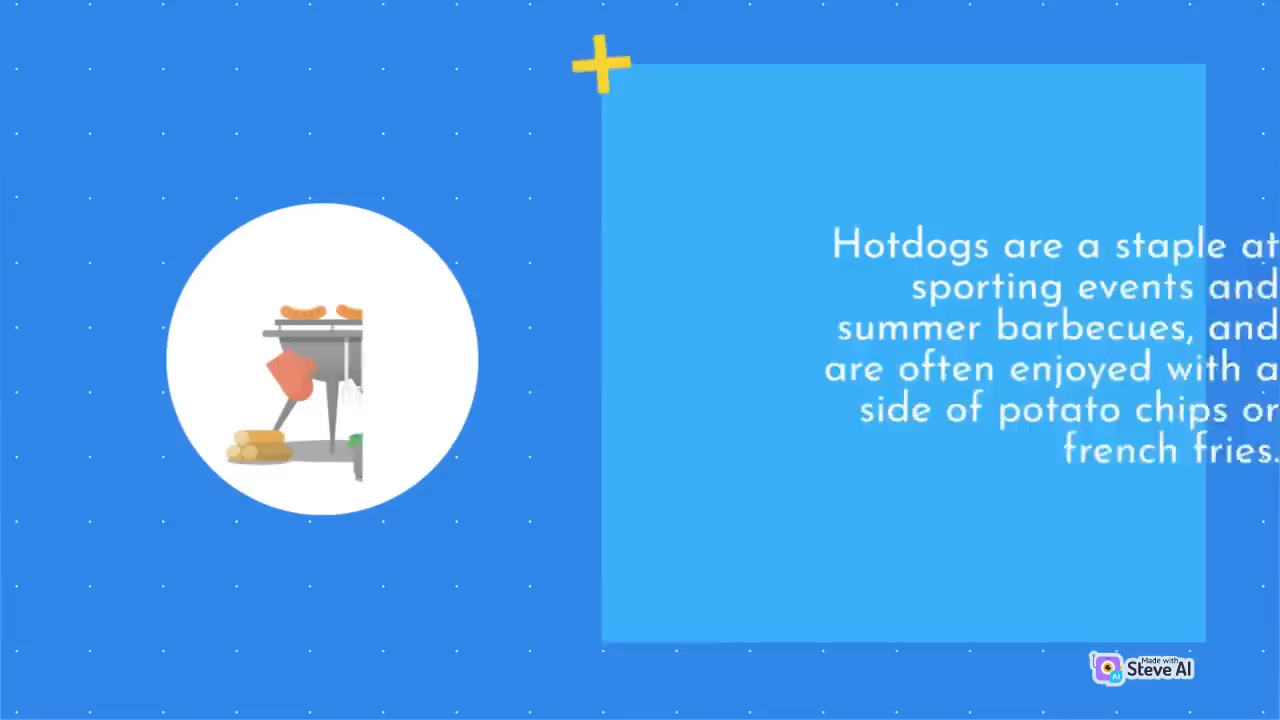 Hotdogs are a staple at
sporting events and
summer barbecues, and
are often enjoyed with a
side of potato chips or
french fries.
Made with
Steve AI
AI